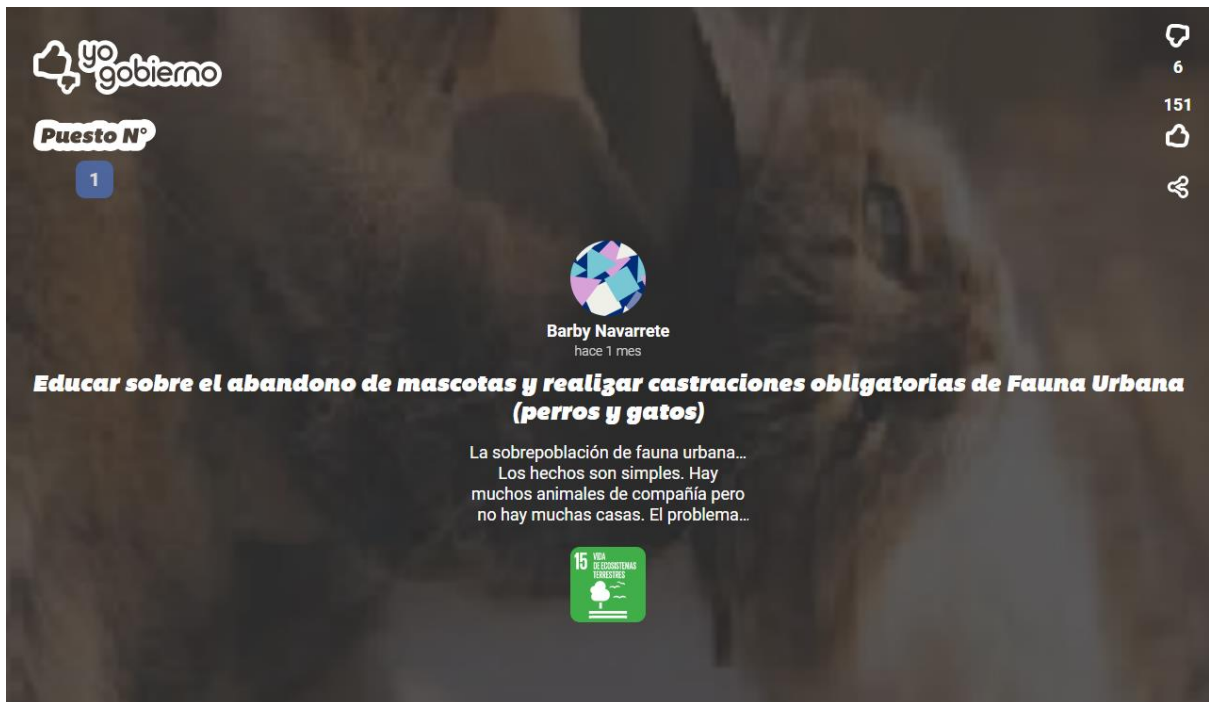 yo
gobierno
Puesto N°
1
6
151
Barby Navarrete
hace 1 mes
Educar sobre el abandono de mascotas y realizar castraciones obligatorias de Fauna Urbana
(perros y gatos)
La sobrepoblación de fauna urbana...
Los hechos son simples. Hay
muchos animales de compañía pero
no hay muchas casas. El problema...
15 VIDA
DE ECOSISTEMAS
TERRESTRES